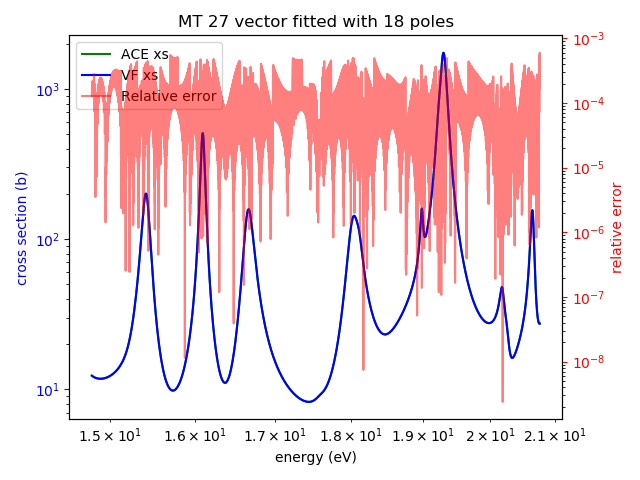 MT 27 vector fitted with 18 poles
ACE xs
VF xs
Relative error
cross section (b)
10³
10²
10¹
relative error
10⁻³
10⁻⁴
10⁻⁵
10⁻⁶
10⁻⁷
10⁻⁸
1.5 × 10¹ 1.6 × 10¹ 1.7 × 10¹ 1.8 × 10¹ 1.9 × 10¹ 2 × 10¹ 2.1 × 10¹
energy (eV)